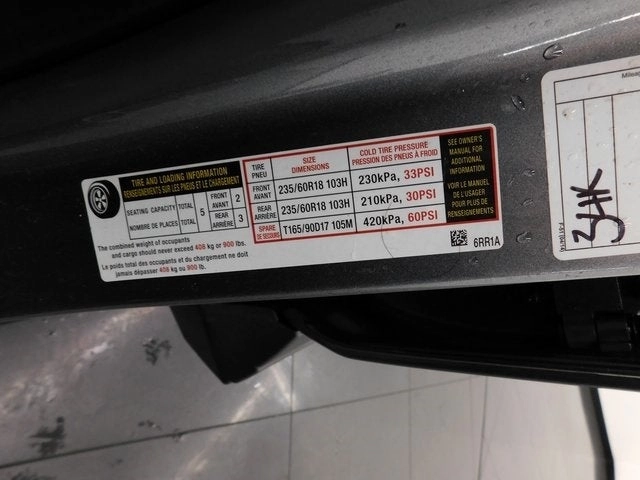 TIRE AND LOADING INFORMATION
RENSEIGNEMENTS SUR LES PNEUS ET LE CHARGEMENT
SEATING CAPACITY TOTAL 5 FRONT AVANT 2
NOMBRE DE PLACES TOTAL REAR ARRIÈRE 3
The combined weight of occupants
and cargo should never exceed 408 kg or 900 lbs.
Le poids total des occupants et du chargement ne doit
jamais dépasser 408 kg ou 900 lb.
TIRE PNEU SIZE DIMENSIONS COLD TIRE PRESSURE PRESSION DES PNEUS À FROID
FRONT AVANT 235/60R18 103H 230kPa, 33PSI
REAR ARRIÈRE 235/60R18 103H 210kPa, 30PSI
SPARE DE SECOURS T165/90D17 105M 420kPa, 60PSI
SEE OWNER'S
MANUAL FOR
ADDITIONAL
INFORMATION
VOIR LE MANUEL
DE L'USAGER
POUR PLUS DE
RENSEIGNEMENTS
6RR1A
3LHK